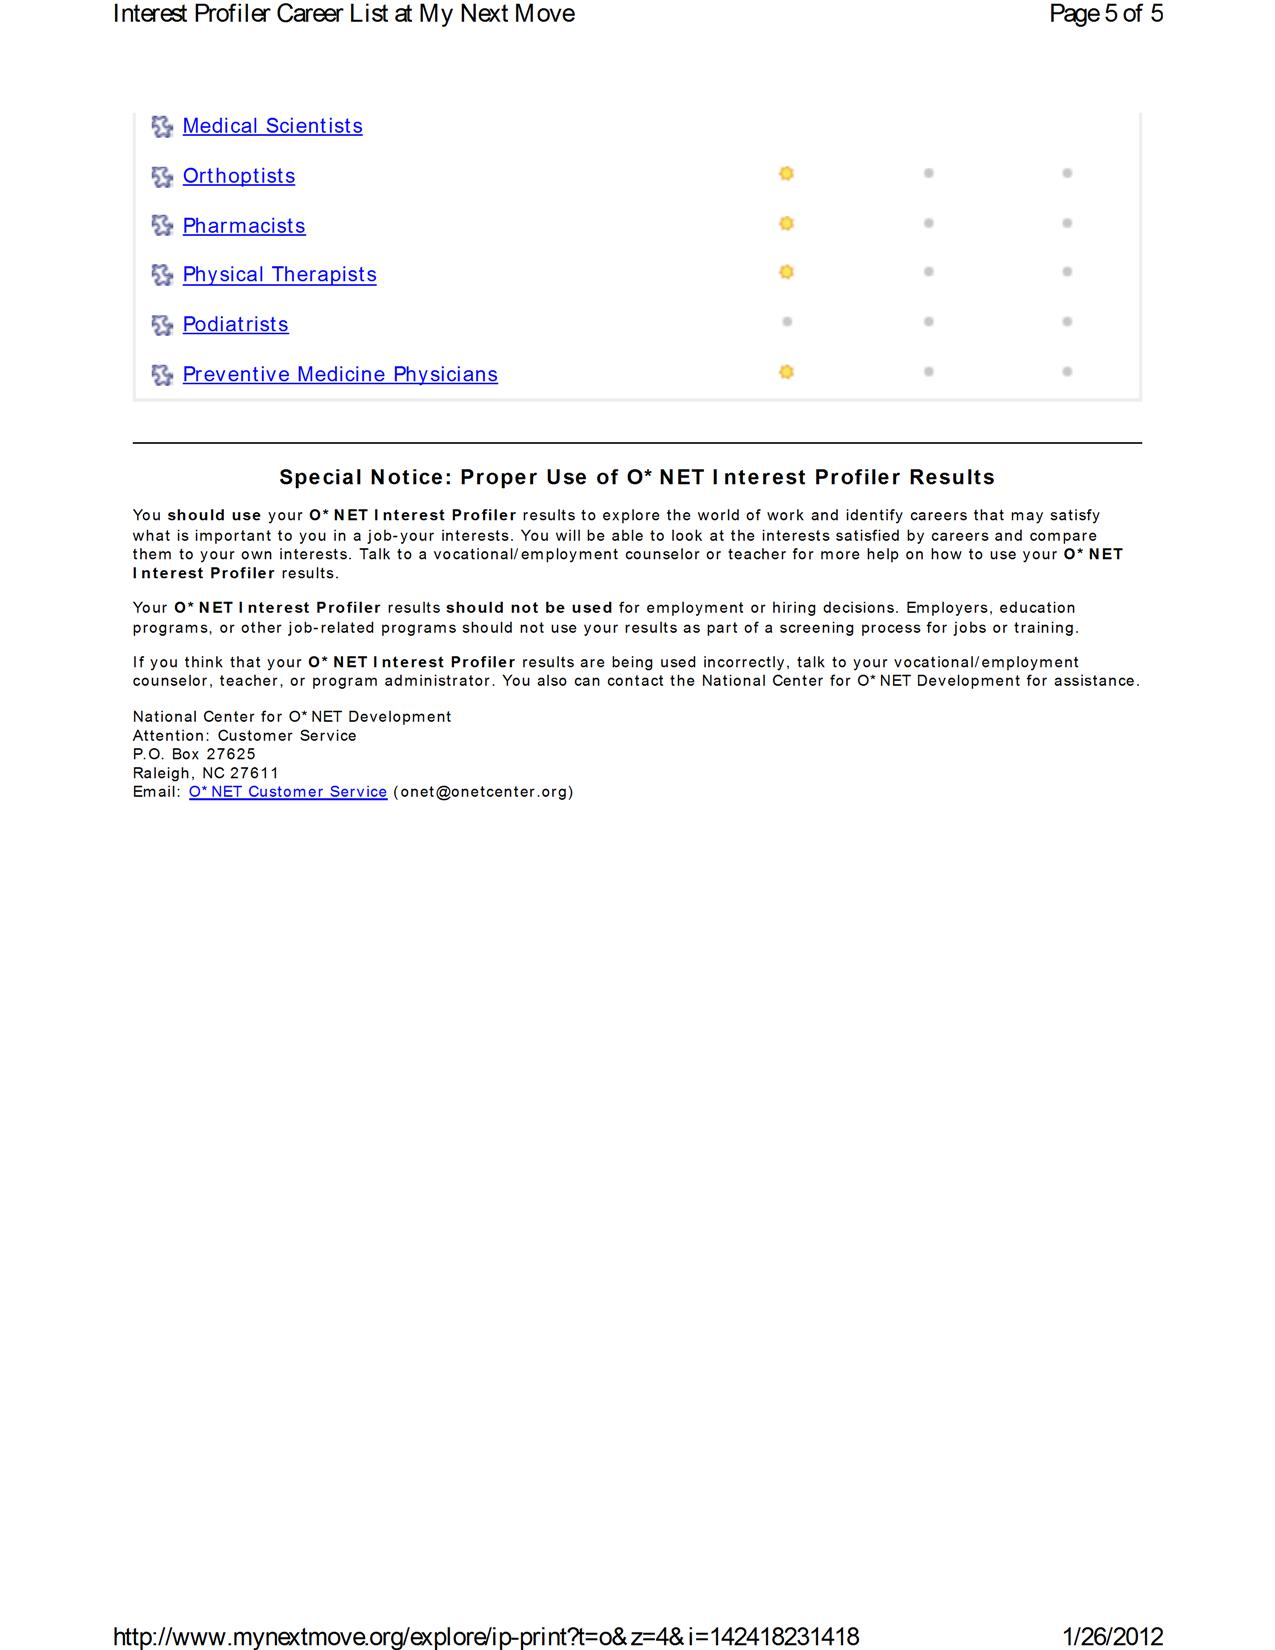 Interest Profiler Career List at My Next Move Page 5 of 5
Medical Scientists
Orthoptists
Pharmacists
Physical Therapists
Podiatrists
Preventive Medicine Physicians
Special Notice: Proper Use of O*NET Interest Profiler Results
You should use your O*NET Interest Profiler results to explore the world of work and identify careers that may satisfy
what is important to you in a job-your interests. You will be able to look at the interests satisfied by careers and compare
them to your own interests. Talk to a vocational/employment counselor or teacher for more help on how to use your O*NET
Interest Profiler results.
Your O*NET Interest Profiler results should not be used for employment or hiring decisions. Employers, education
programs, or other job-related programs should not use your results as part of a screening process for jobs or training.
If you think that your O*NET Interest Profiler results are being used incorrectly, talk to your vocational/employment
counselor, teacher, or program administrator. You also can contact the National Center for O*NET Development for assistance.
National Center for O*NET Development
Attention: Customer Service
P.O. Box 27625
Raleigh, NC 27611
Email: O*NET Customer Service (onet@onetcenter.org)
http://www.mynextmove.org/explore/ip-print?t=o&z=4&i=142418231418 1/26/2012